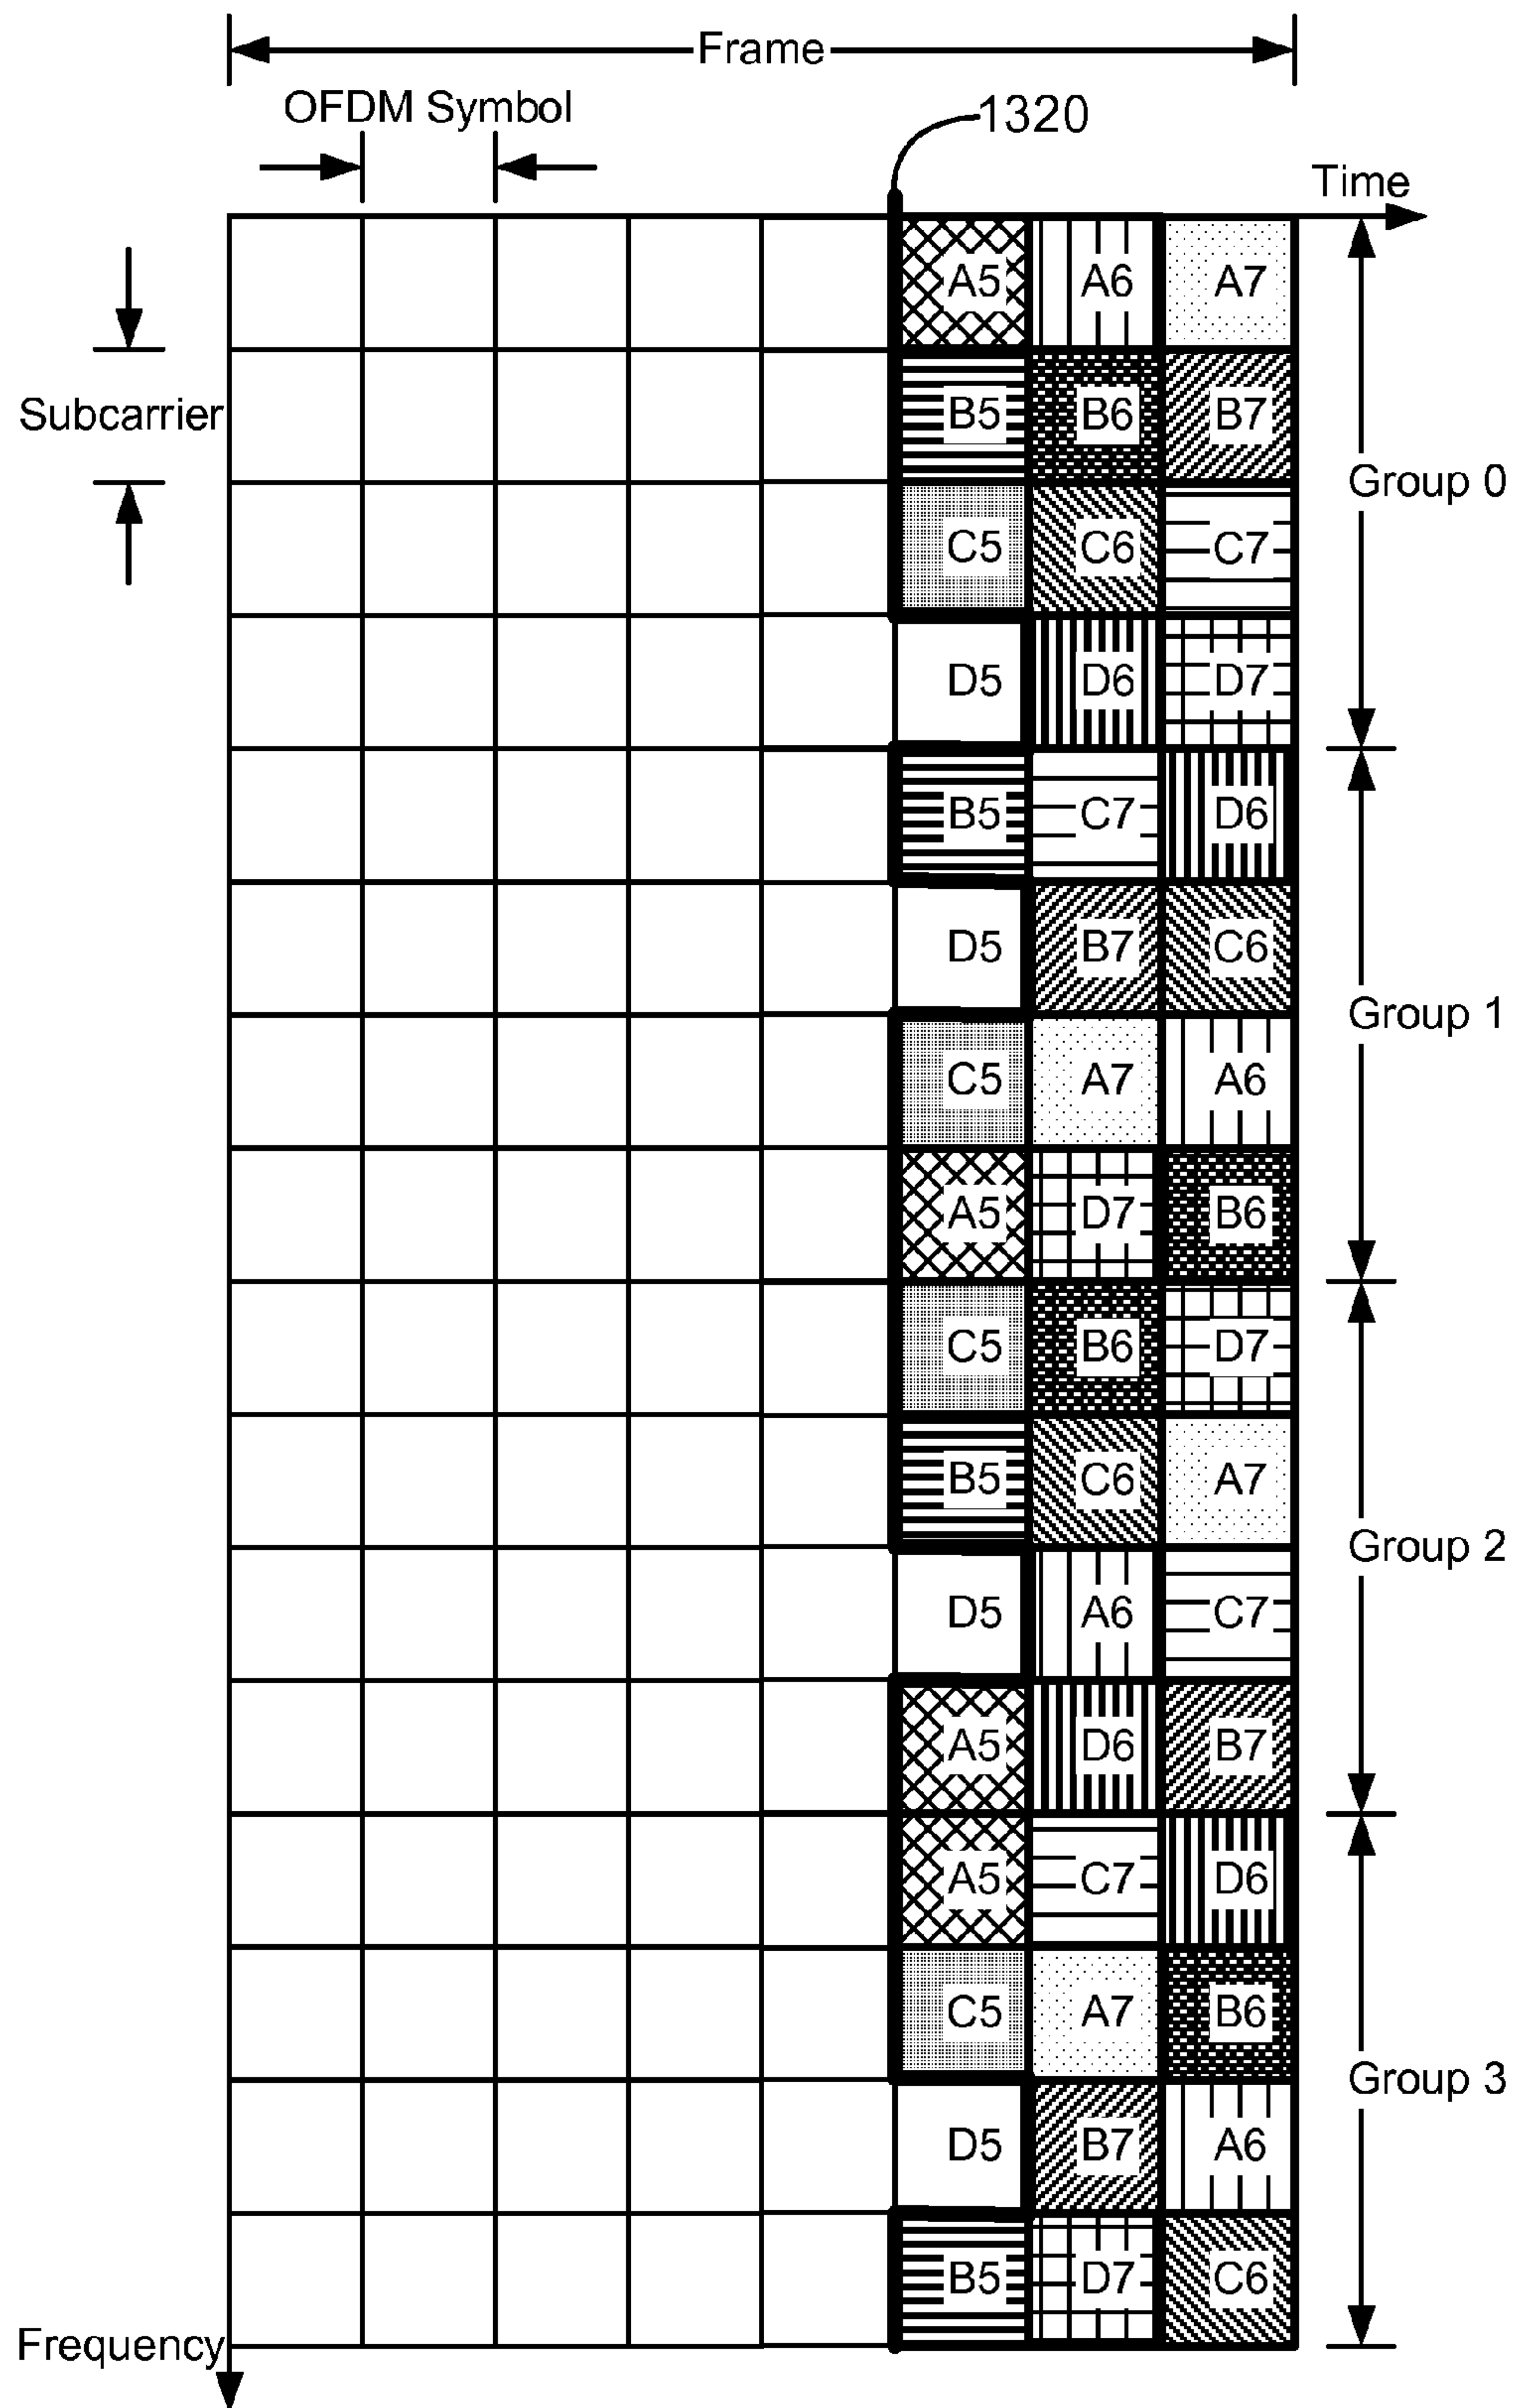 Frame
OFDM Symbol
1320
Time
A5 A6 A7
Subcarrier
B5 B6 B7
Group 0
C5 C6 C7
D5 D6 D7
B5 C7 D6
D5 B7 C6
Group 1
C5 A7 A6
A5 D7 B6
C5 B6 D7
B5 C6 A7
Group 2
D5 A6 C7
A5 D6 B7
A5 C7 D6
C5 A7 B6
Group 3
D5 B7 A6
B5 D7 C6
Frequency